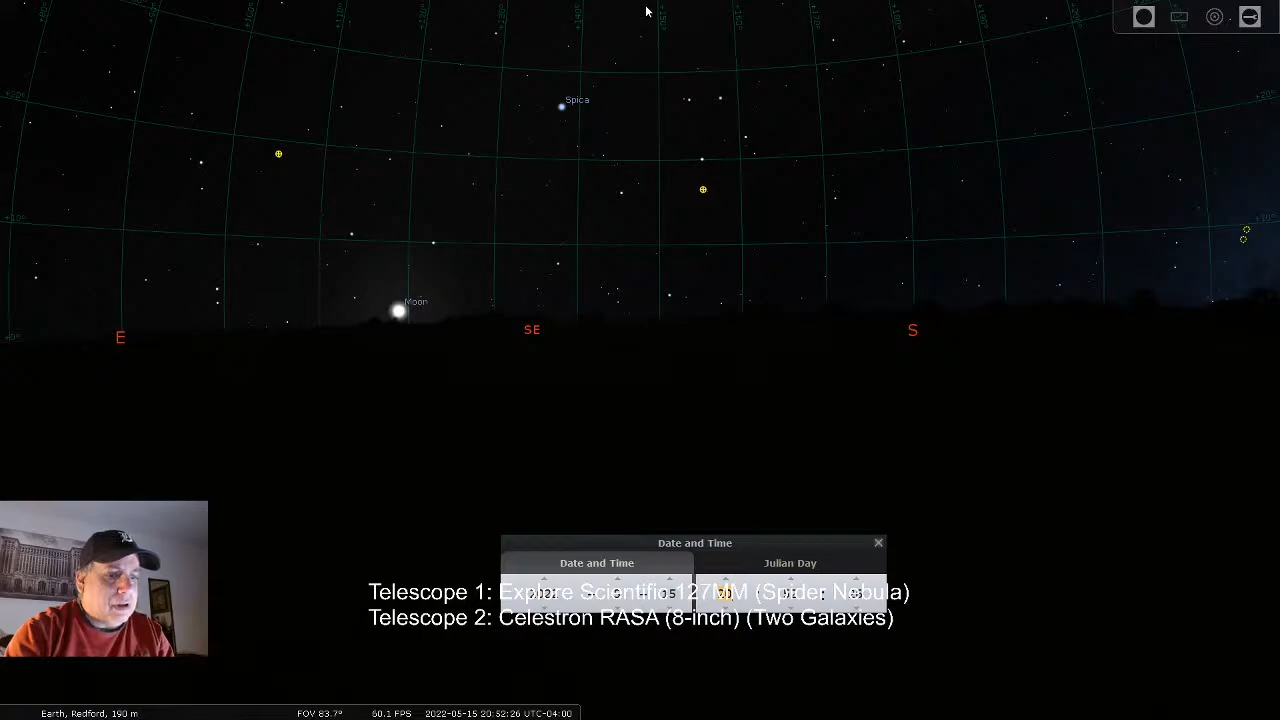 Spica
Moon
E
SE
S
Date and Time
Date and Time
Julian Day
Telescope 1: Explore Scientific 127MM (Spider Nebula)
Telescope 2: Celestron RASA (8-inch) (Two Galaxies)
Earth, Redford, 190 m
FOV 83.7°
60.1 FPS
2022-05-15 20:52:26 UTC-04:00